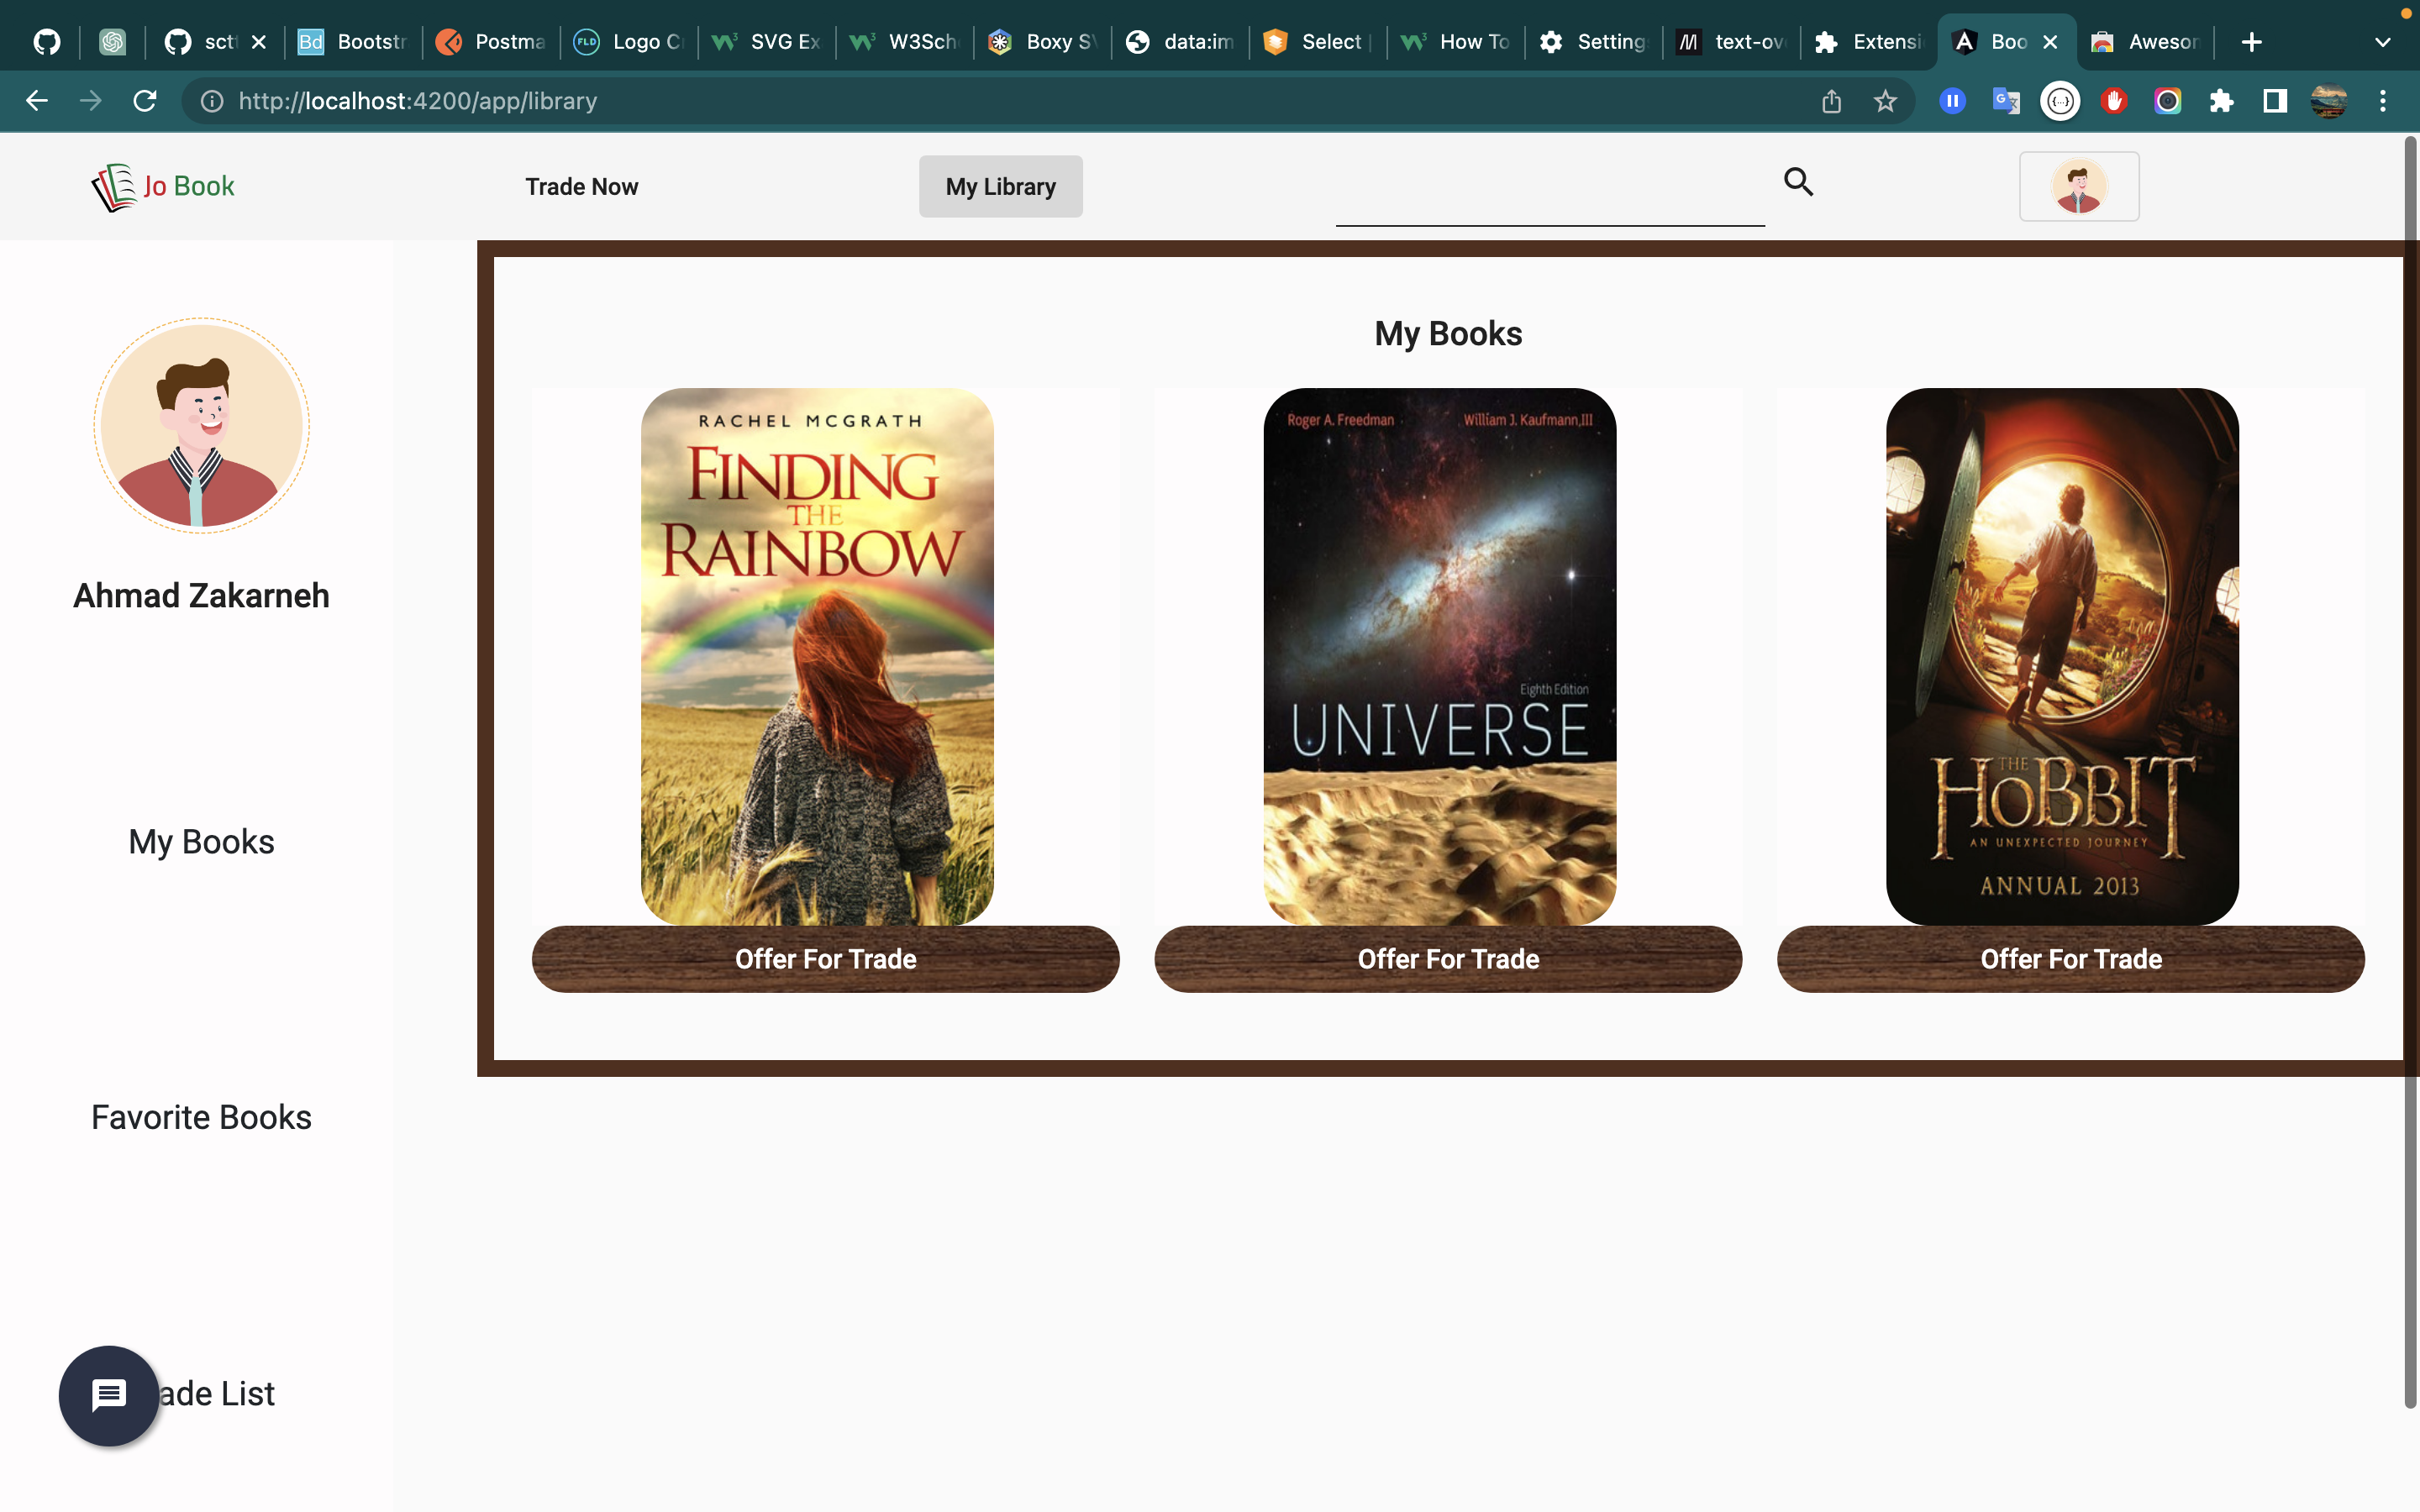 sct
Bd Bootstr
Postma
FLD Logo C
SVG Ex
W3Sch
Boxy S
data:im
Select
How To
Setting
text-ov
Extensi
Boo
Aweson
http://localhost:4200/app/library
Jo Book
Trade Now
My Library
Ahmad Zakarneh
My Books
Favorite Books
ade List
My Books
RACHEL MCGRATH
FINDING
THE
RAINBOW
Offer For Trade
Roger A. Freedman William J. Kaufmann, III
Eighth Edition
UNIVERSE
Offer For Trade
THE
HOBBIT
AN UNEXPECTED JOURNEY
ANNUAL 2013
Offer For Trade